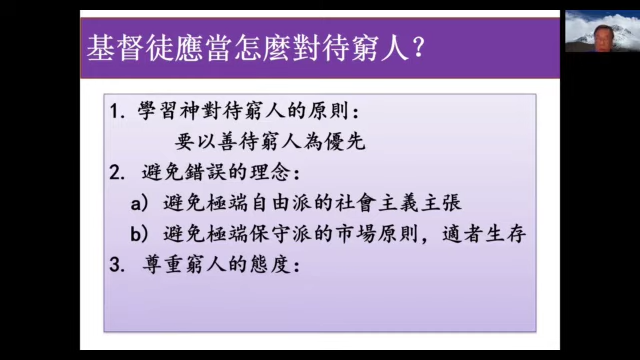 基督徒應當怎麼對待窮人？
1. 學習神對待窮人的原則：
要以善待窮人為優先
2. 避免錯誤的理念：
a) 避免極端自由派的社會主義主張
b) 避免極端保守派的市場原則，適者生存
3. 尊重窮人的態度：